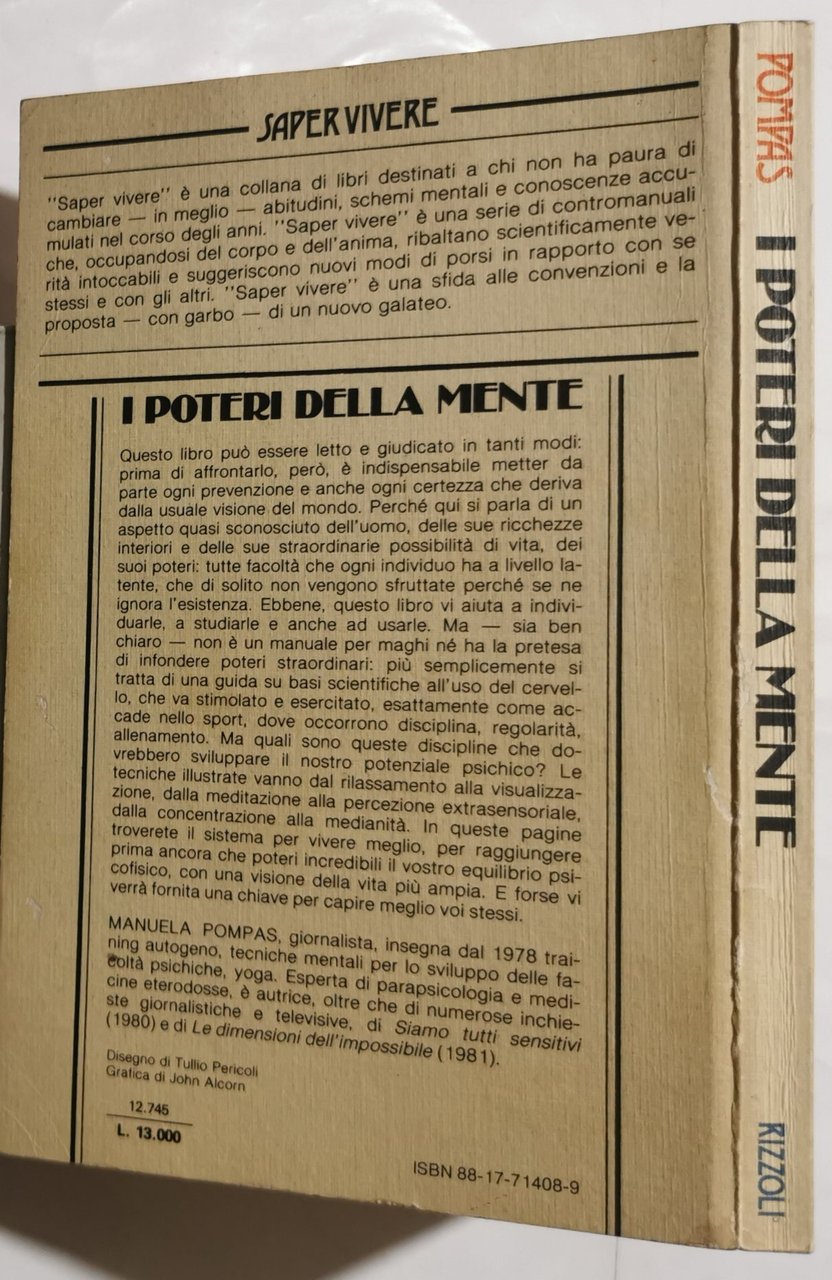 SAPER VIVERE
"Saper vivere" è una collana di libri destinati a chi non ha paura di
cambiare — in meglio — abitudini, schemi mentali e conoscenze accu-
mulati nel corso degli anni. "Saper vivere" è una serie di contromanuali
che, occupandosi del corpo e dell'anima, ribaltano scientificamente ve-
rità intoccabili e suggeriscono nuovi modi di porsi in rapporto con se
stessi e con gli altri. "Saper vivere" è una sfida alle convenzioni e la
proposta — con garbo — di un nuovo galateo.
I POTERI DELLA MENTE
Questo libro può essere letto e giudicato in tanti modi:
prima di affrontarlo, però, è indispensabile metter da
parte ogni prevenzione e anche ogni certezza che deriva
dalla usuale visione del mondo. Perché qui si parla di un
aspetto quasi sconosciuto dell'uomo, delle sue ricchezze
interiori e delle sue straordinarie possibilità di vita, dei
suoi poteri: tutte facoltà che ogni individuo ha a livello la-
tente, che di solito non vengono sfruttate perché se ne
ignora l'esistenza. Ebbene, questo libro vi aiuta a indivi-
duarle, a studiarle e anche ad usarle. Ma — sia ben
chiaro — non è un manuale per maghi né ha la pretesa
di infondere poteri straordinari: più semplicemente si
tratta di una guida su basi scientifiche all'uso del cervel-
lo, che va stimolato e esercitato, esattamente come ac-
cade nello sport, dove occorrono disciplina, regolarità,
allenamento. Ma quali sono queste discipline che do-
vrebbero sviluppare il nostro potenziale psichico? Le
tecniche illustrate vanno dal rilassamento alla visualizza-
zione, dalla meditazione alla percezione extrasensoriale,
dalla concentrazione alla medianità. In queste pagine
troverete il sistema per vivere meglio, per raggiungere
prima ancora che poteri incredibili il vostro equilibrio psi-
cofisico, con una visione della vita più ampia. E forse vi
verrà fornita una chiave per capire meglio voi stessi.
MANUELA POMPAS, giornalista, insegna dal 1978 trai-
ning autogeno, tecniche mentali per lo sviluppo delle fa-
coltà psichiche, yoga. Esperta di parapsicologia e medi-
cine eterodosse, è autrice, oltre che di numerose inchie-
ste giornalistiche e televisive, di Siamo tutti sensitivi
(1980) e di Le dimensioni dell'impossibile (1981).
Disegno di Tullio Pericoli
Grafica di John Alcorn
12.745
L. 13.000
ISBN 88-17-71408-9
POMPAS I POTERI DELLA MENTE RIZZOLI